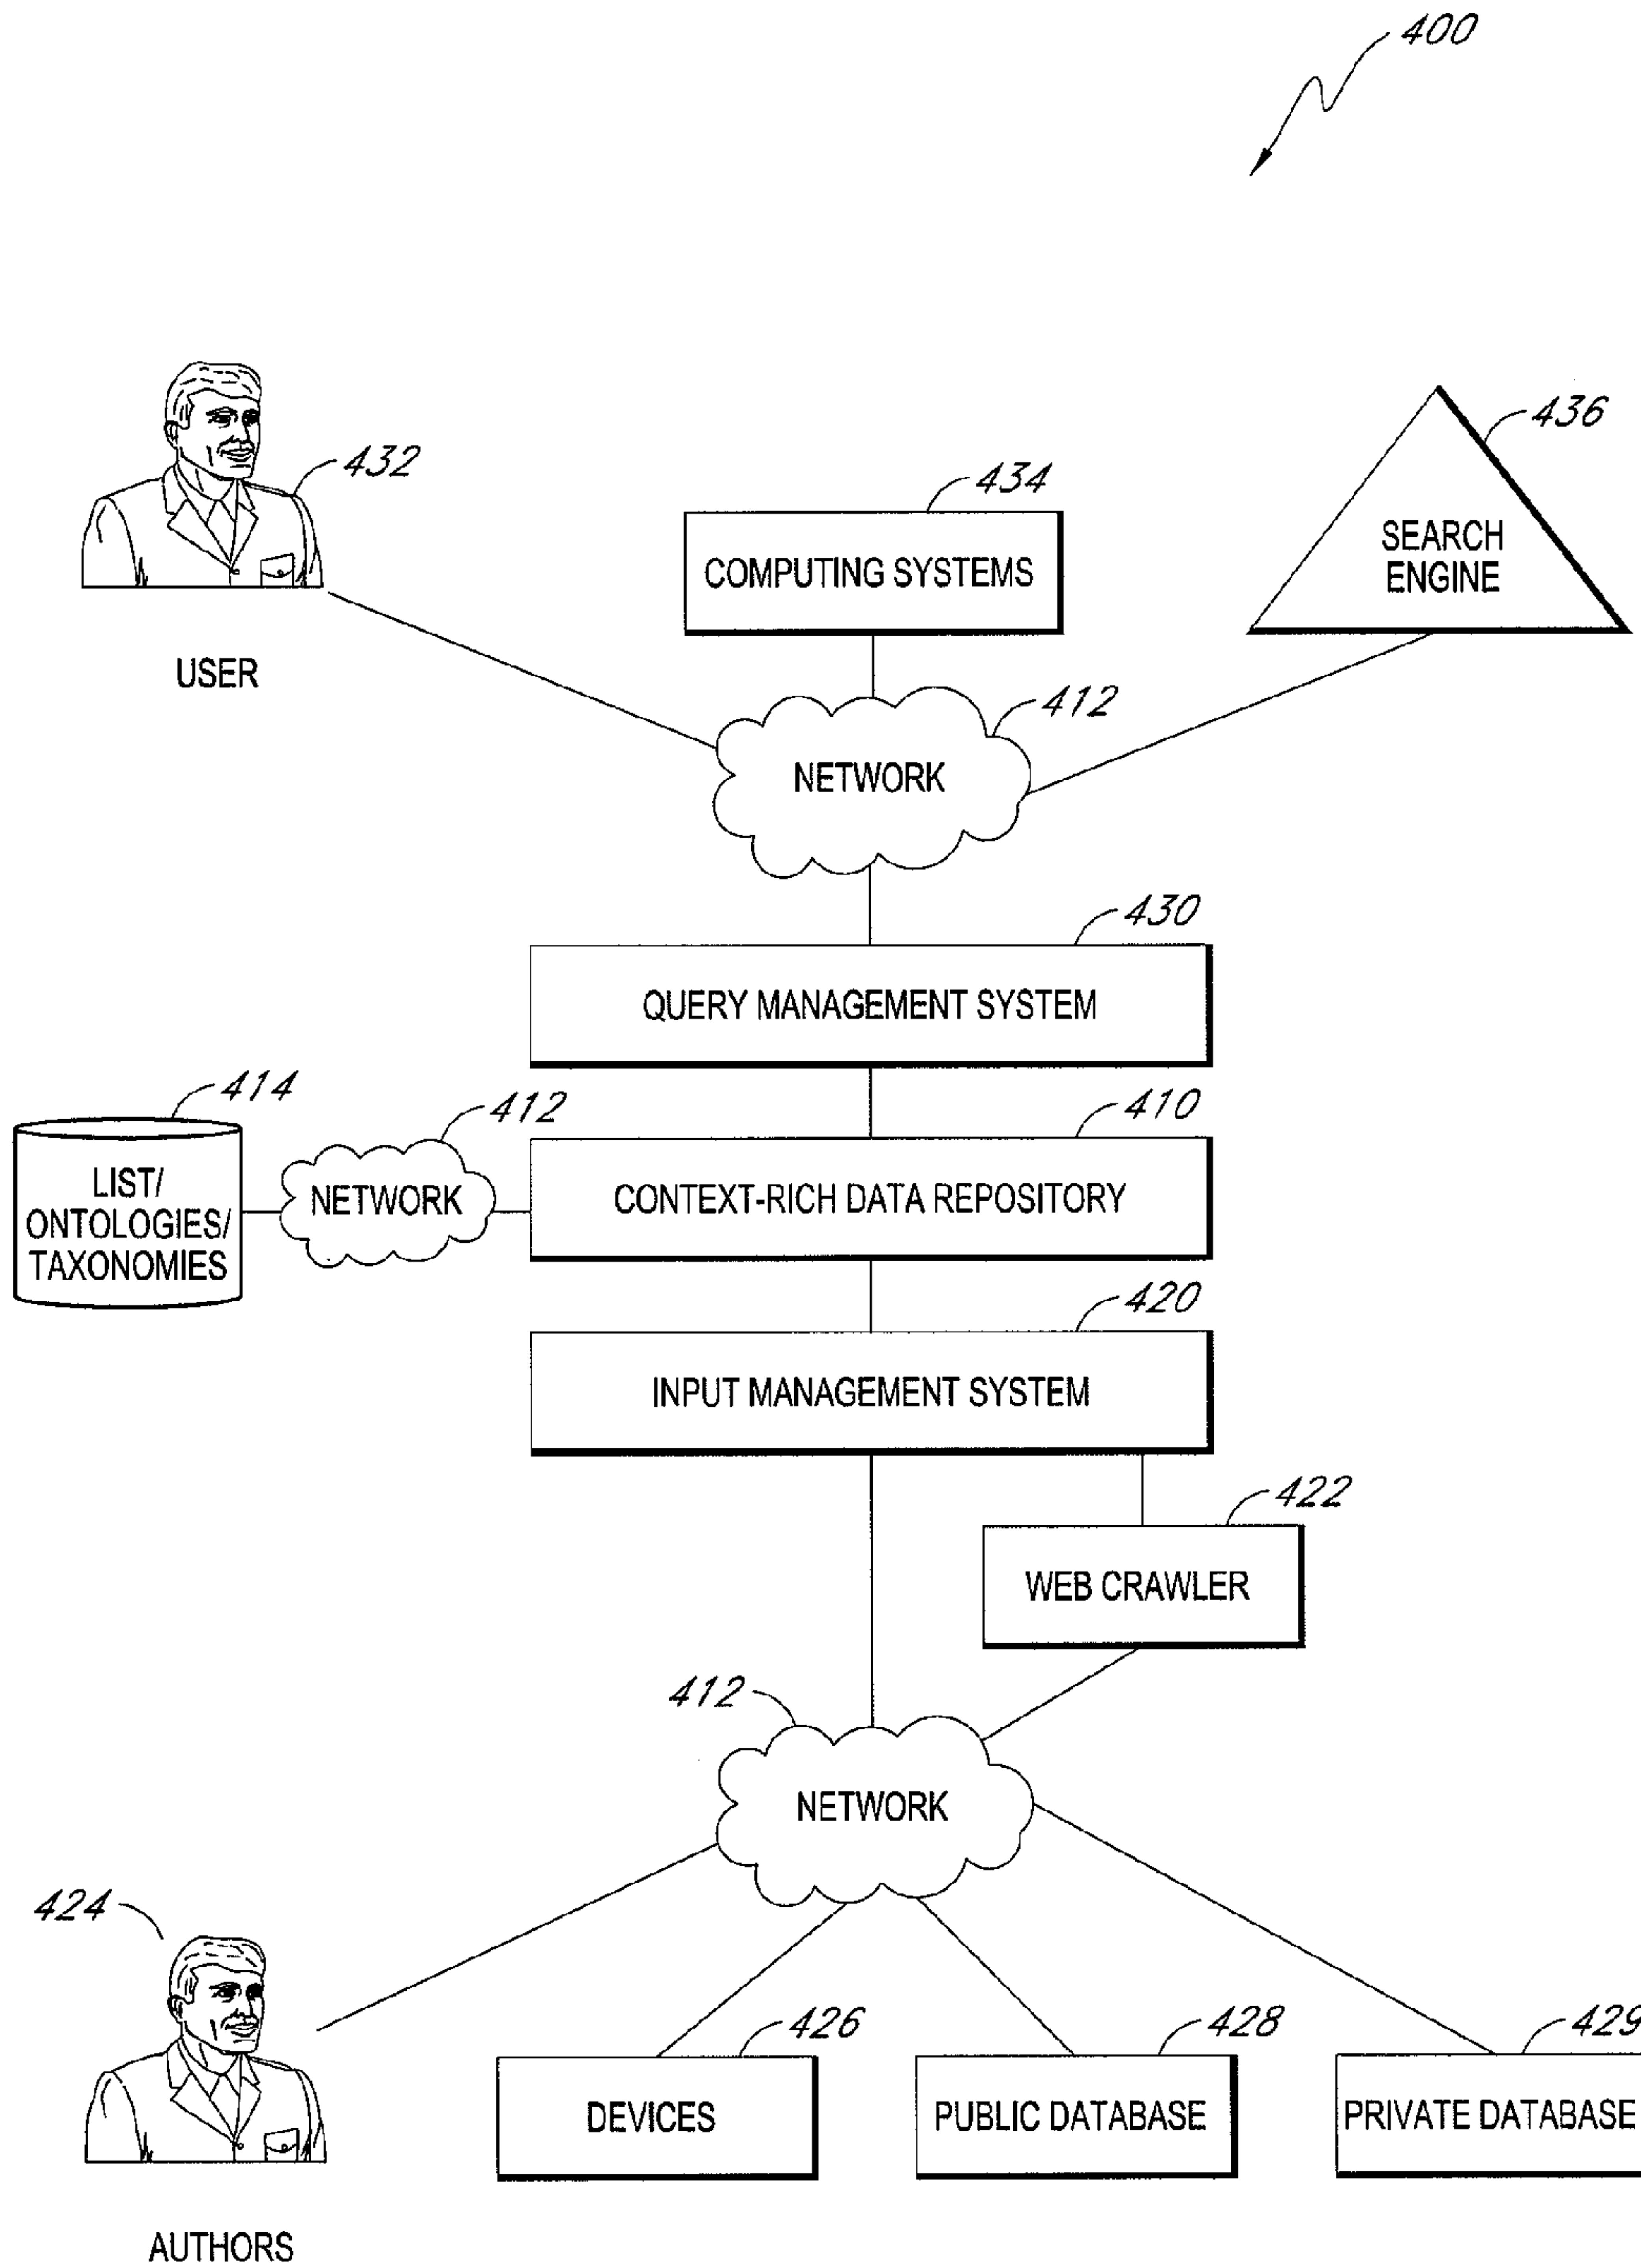 400
432
434
436
COMPUTING SYSTEMS
SEARCH
ENGINE
USER
412
NETWORK
430
QUERY MANAGEMENT SYSTEM
414
412
410
LIST/
ONTOLOGIES/
TAXONOMIES
NETWORK
CONTEXT-RICH DATA REPOSITORY
420
INPUT MANAGEMENT SYSTEM
422
WEB CRAWLER
412
NETWORK
424
426
428
429
DEVICES
PUBLIC DATABASE
PRIVATE DATABASE
AUTHORS